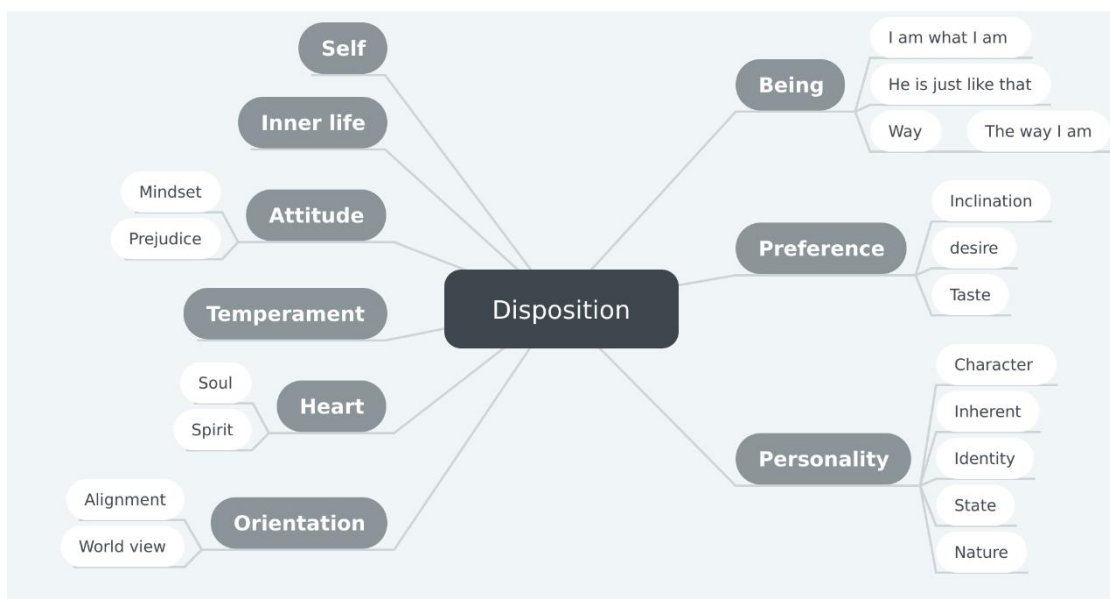 Disposition
Self
Inner life
Attitude
Mindset
Prejudice
Temperament
Heart
Soul
Spirit
Orientation
Alignment
World view
Being
I am what I am
He is just like that
Way
The way I am
Preference
Inclination
desire
Taste
Personality
Character
Inherent
Identity
State
Nature